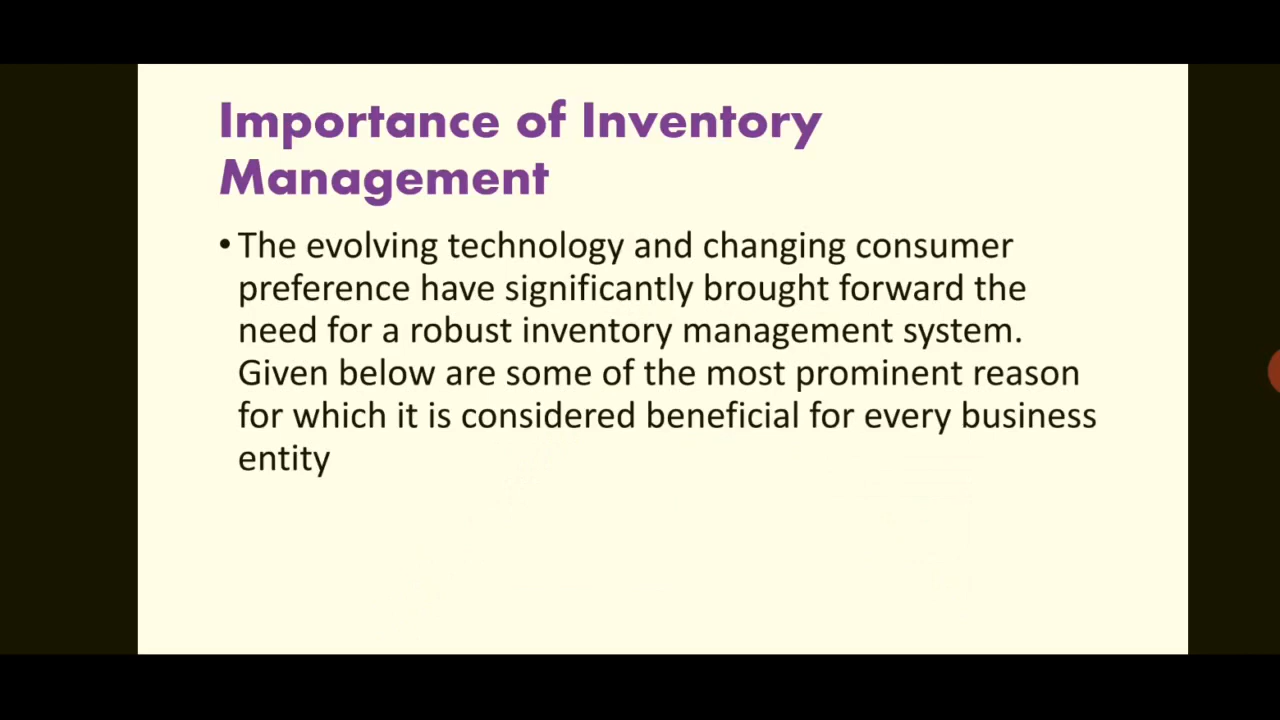 Importance of Inventory
Management
• The evolving technology and changing consumer
preference have significantly brought forward the
need for a robust inventory management system.
Given below are some of the most prominent reason
for which it is considered beneficial for every business
entity